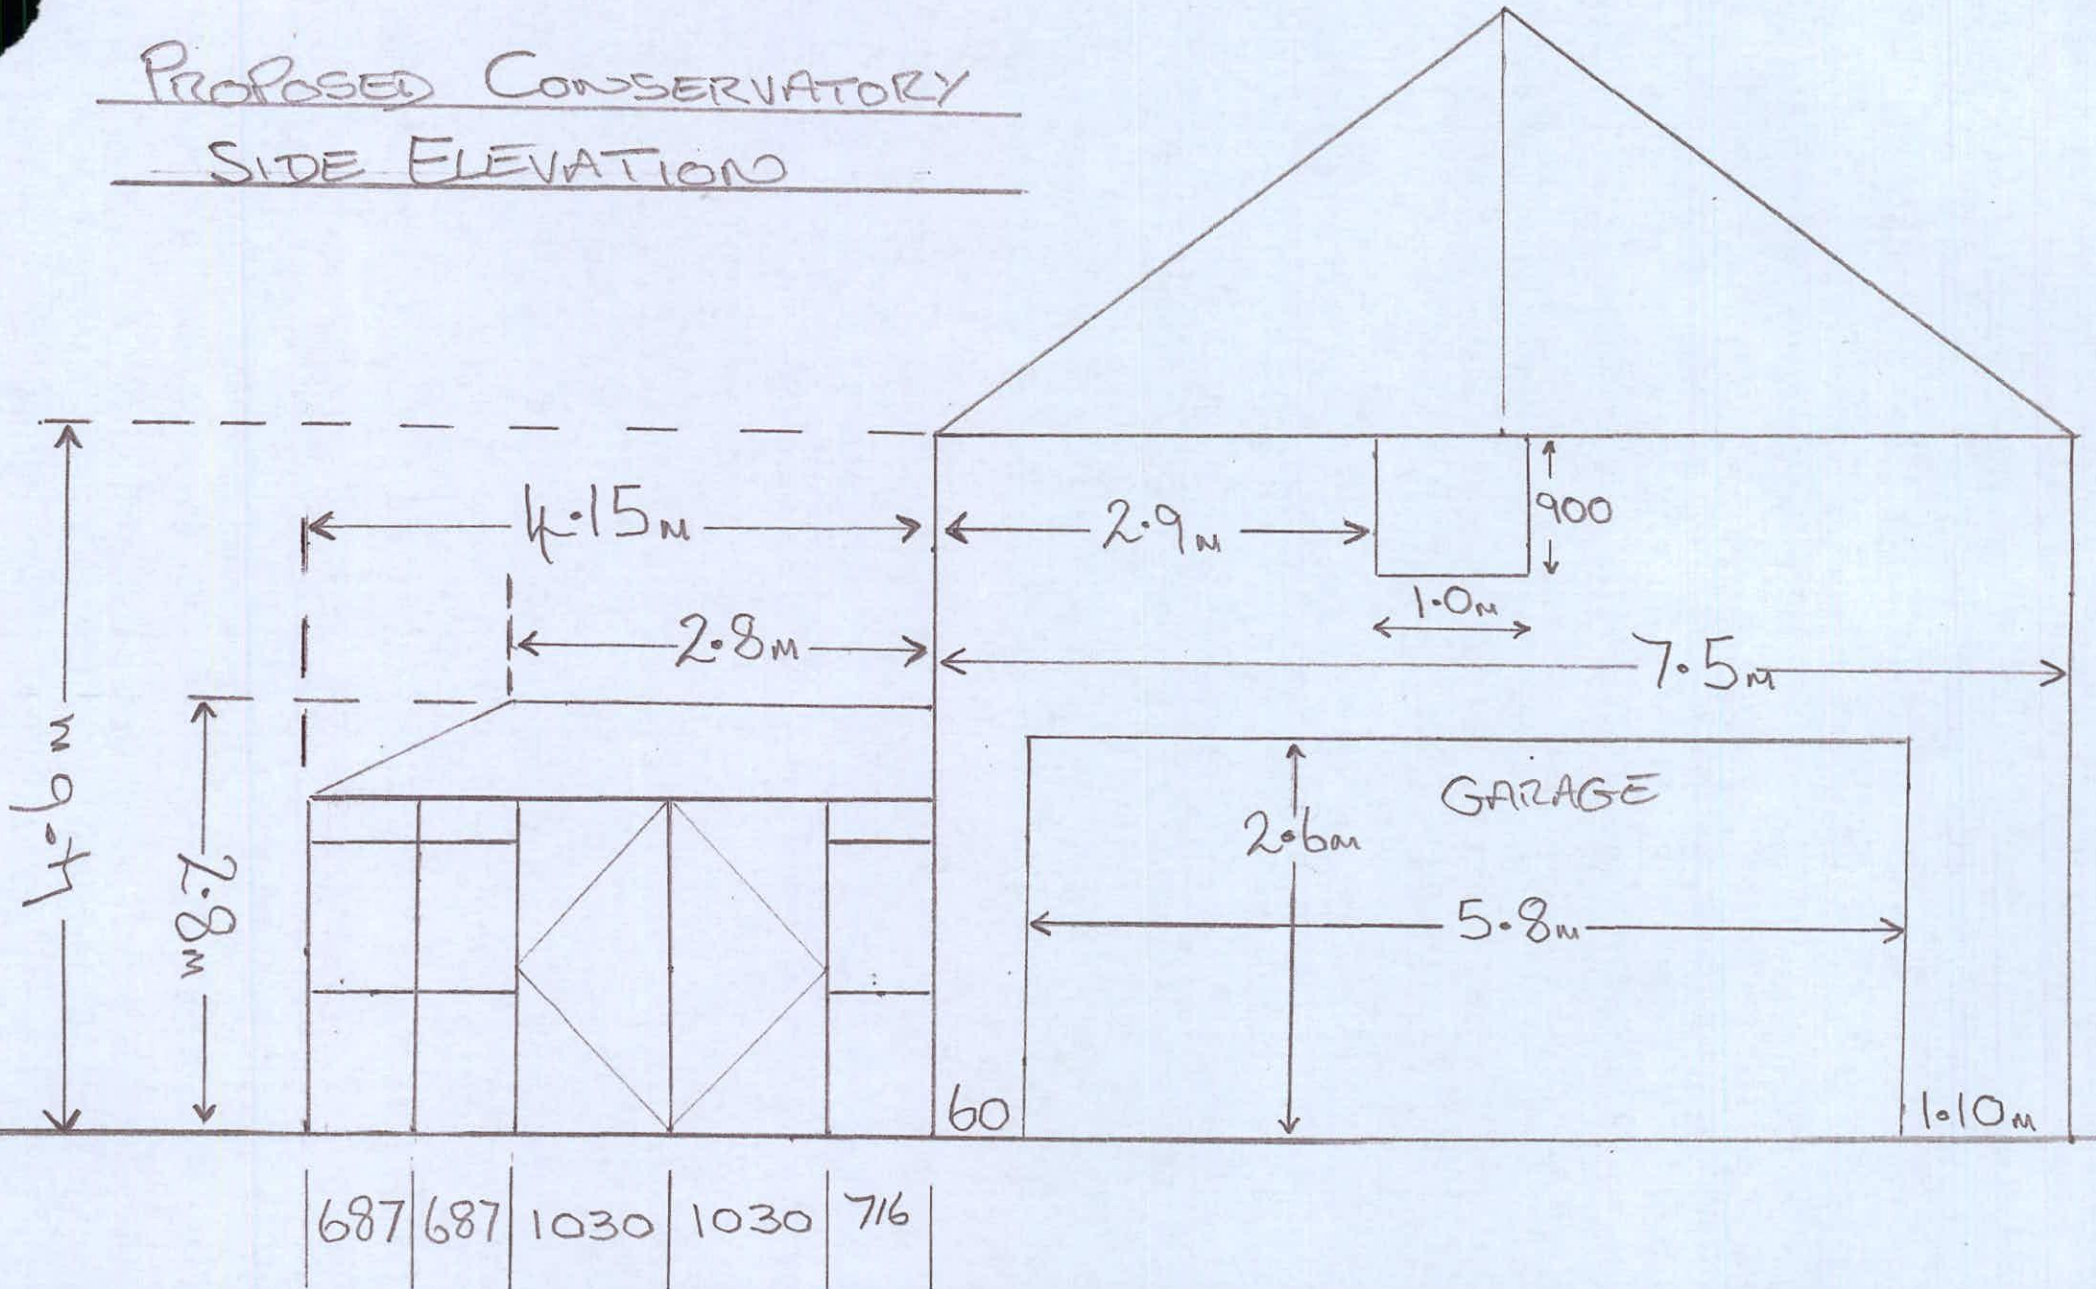 PROPOSED CONSERVATORY
SIDE ELEVATION
4.9m
2.8m
4.15m
2.8m
2.9m
900
1.0m
7.5m
GARAGE
2.6m
5.8m
60
1.10m
687 687 1030 1030 716